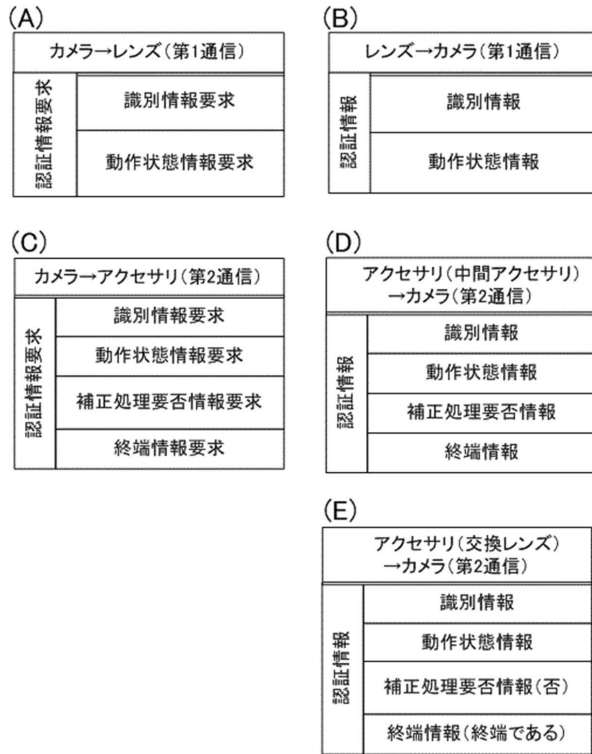 (A)
カメラ→レンズ(第1通信)
認証情報要求
識別情報要求
動作状態情報要求
(B)
レンズ→カメラ(第1通信)
認証情報
識別情報
動作状態情報
(C)
カメラ→アクセサリ(第2通信)
認証情報要求
識別情報要求
動作状態情報要求
補正処理要否情報要求
終端情報要求
(D)
アクセサリ(中間アクセサリ)
→カメラ(第2通信)
認証情報
識別情報
動作状態情報
補正処理要否情報
終端情報
(E)
アクセサリ(交換レンズ)
→カメラ(第2通信)
認証情報
識別情報
動作状態情報
補正処理要否情報(否)
終端情報(終端である)